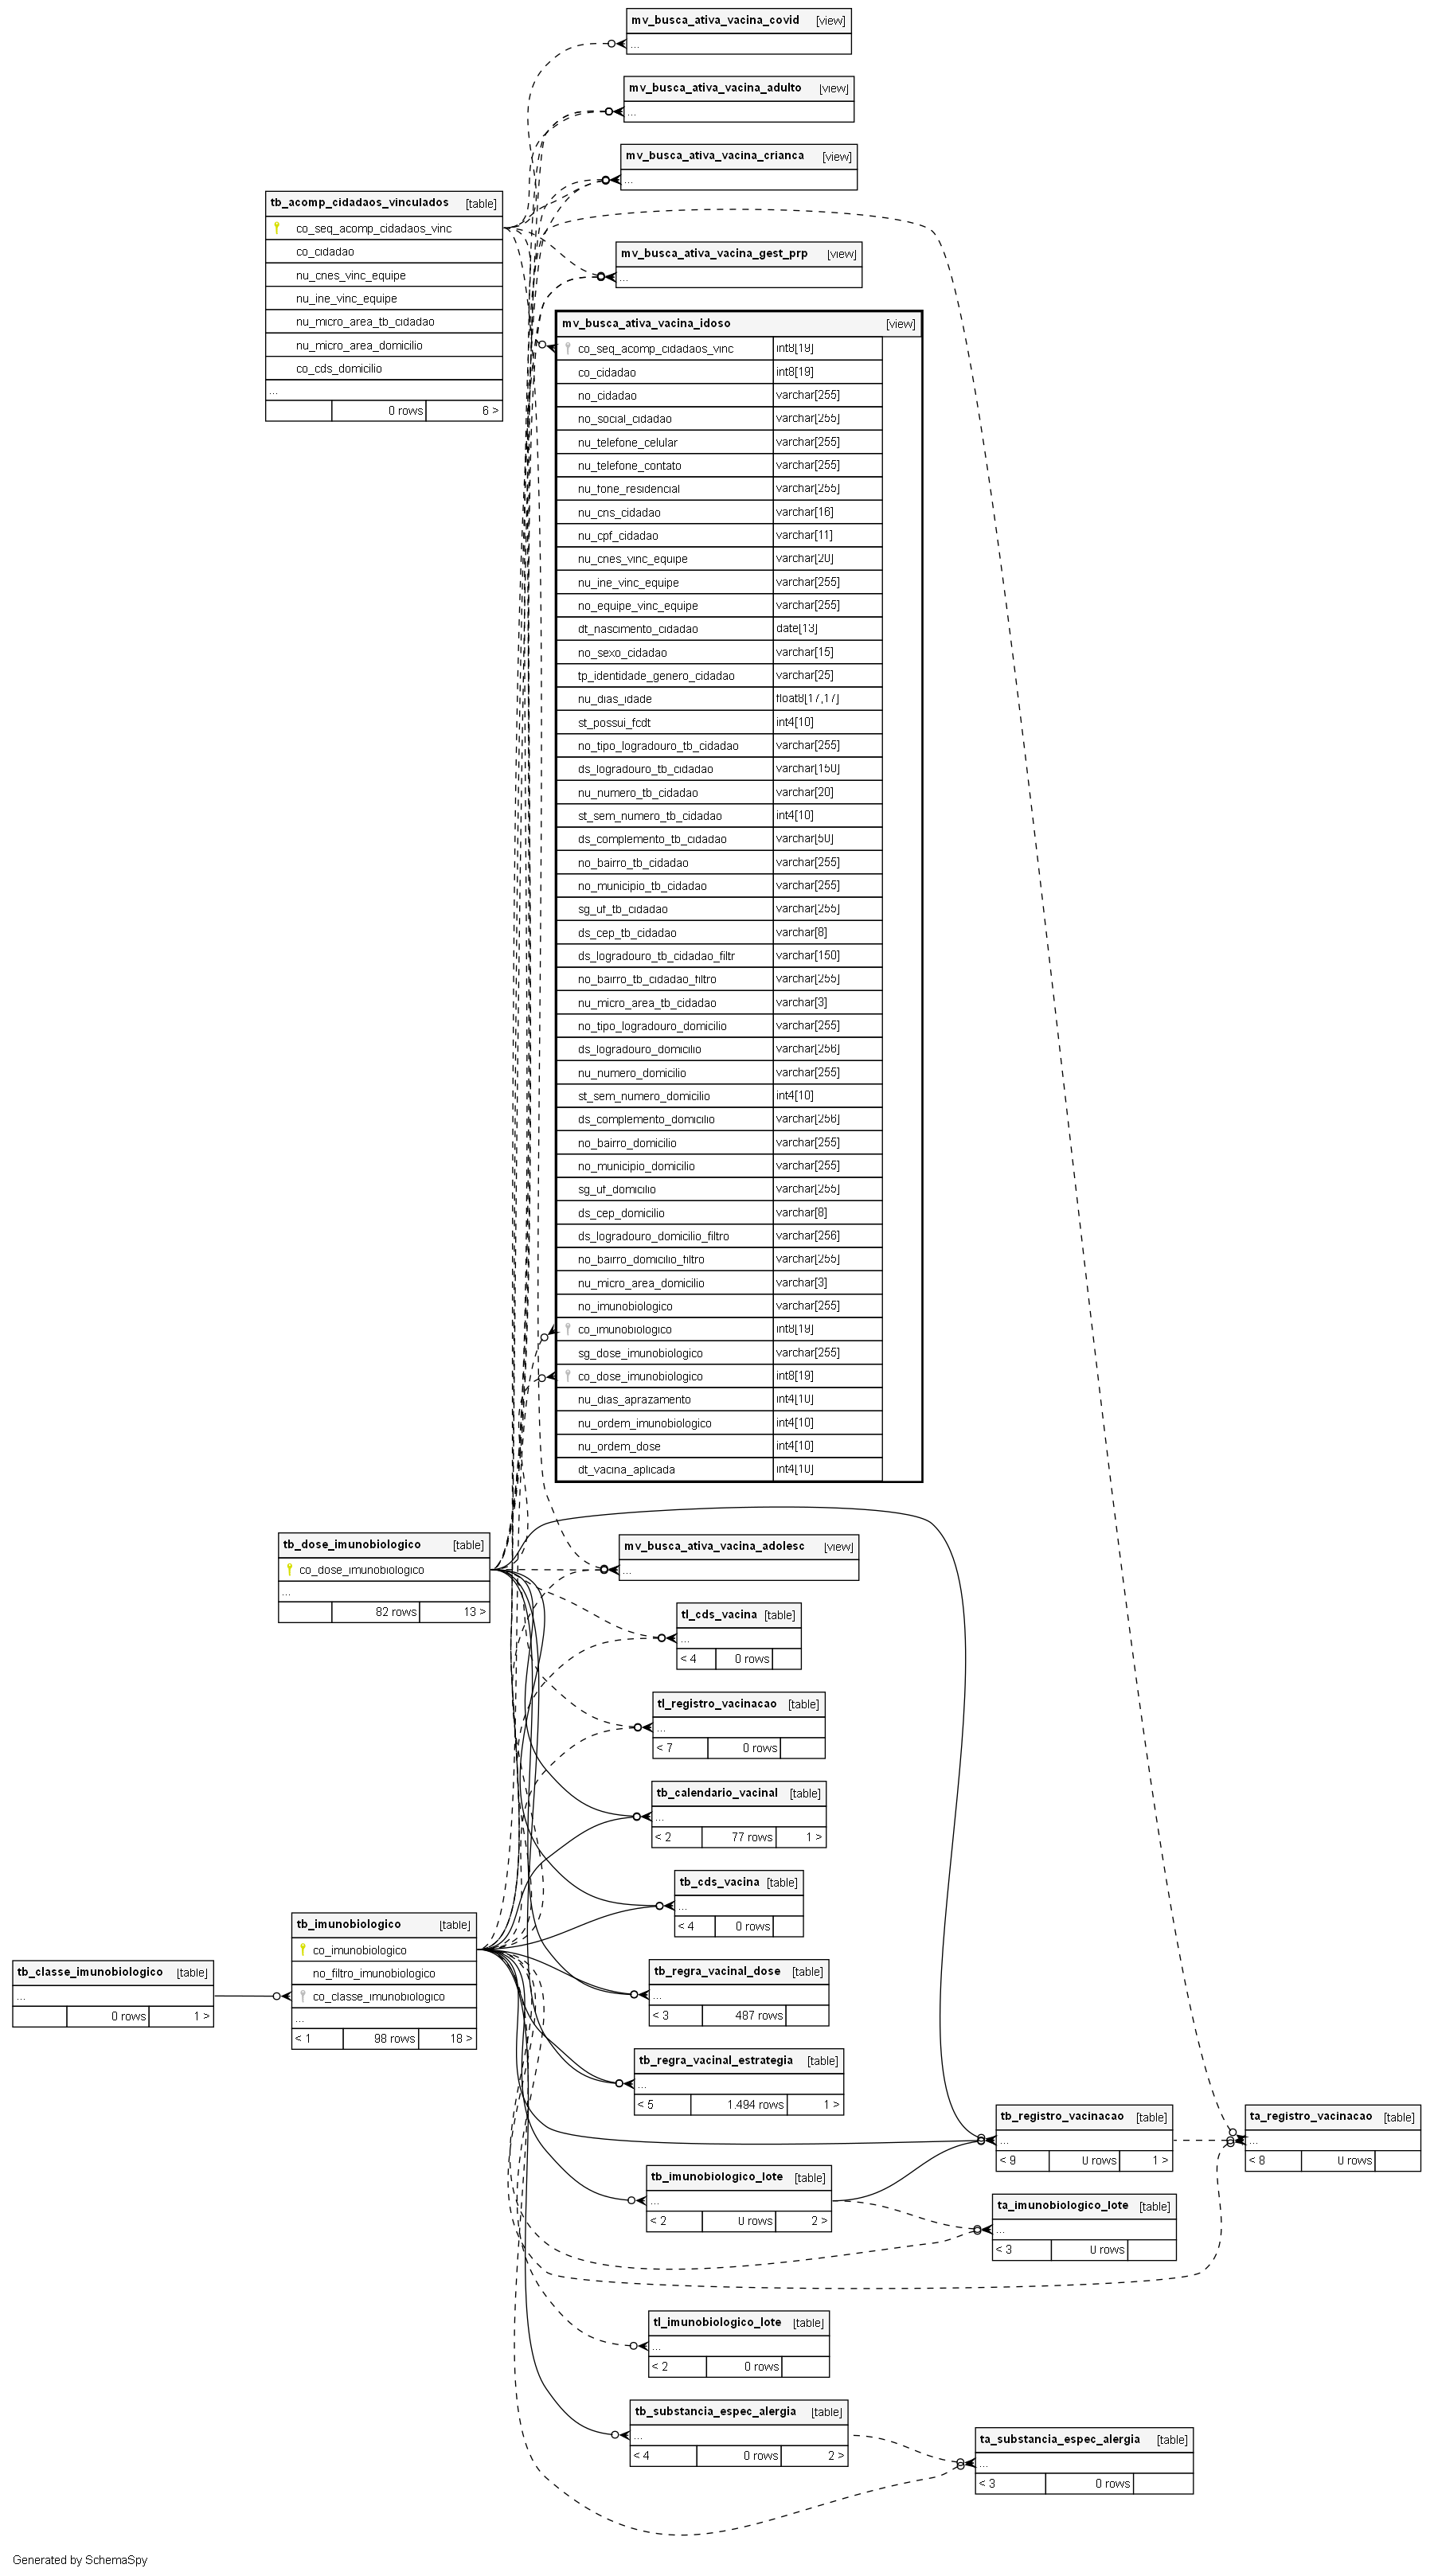 mv_busca_ativa_vacina_covid [view]
...
mv_busca_ativa_vacina_adulto [view]
...
mv_busca_ativa_vacina_crianca [view]
...
tb_acomp_cidadaos_vinculados [table]
co_seq_acomp_cidadaos_vinc
co_cidadao
nu_cnes_vinc_equipe
nu_ine_vinc_equipe
nu_micro_area_tb_cidadao
nu_micro_area_domicilio
co_cds_domicilio
...
0 rows 6 >
mv_busca_ativa_vacina_gest_prp [view]
...
mv_busca_ativa_vacina_idoso [view]
co_seq_acomp_cidadaos_vinc int8[19]
co_cidadao int8[19]
no_cidadao varchar[255]
no_social_cidadao varchar[255]
nu_telefone_celular varchar[255]
nu_telefone_contato varchar[255]
nu_fone_residencial varchar[255]
nu_cns_cidadao varchar[16]
nu_cpf_cidadao varchar[11]
nu_cnes_vinc_equipe varchar[20]
nu_ine_vinc_equipe varchar[255]
no_equipe_vinc_equipe varchar[255]
dt_nascimento_cidadao date[13]
no_sexo_cidadao varchar[15]
tp_identidade_genero_cidadao varchar[25]
nu_dias_idade float8[17,17]
st_possui_fcdt int4[10]
no_tipo_logradouro_tb_cidadao varchar[255]
ds_logradouro_tb_cidadao varchar[150]
nu_numero_tb_cidadao varchar[20]
st_sem_numero_tb_cidadao int4[10]
ds_complemento_tb_cidadao varchar[50]
no_bairro_tb_cidadao varchar[255]
no_municipio_tb_cidadao varchar[255]
sg_uf_tb_cidadao varchar[255]
ds_cep_tb_cidadao varchar[8]
ds_logradouro_tb_cidadao_filtr varchar[150]
no_bairro_tb_cidadao_filtro varchar[255]
nu_micro_area_tb_cidadao varchar[3]
no_tipo_logradouro_domicilio varchar[255]
ds_logradouro_domicilio varchar[256]
nu_numero_domicilio varchar[255]
st_sem_numero_domicilio int4[10]
ds_complemento_domicilio varchar[256]
no_bairro_domicilio varchar[255]
no_municipio_domicilio varchar[255]
sg_uf_domicilio varchar[255]
ds_cep_domicilio varchar[8]
ds_logradouro_domicilio_filtro varchar[256]
no_bairro_domicilio_filtro varchar[255]
nu_micro_area_domicilio varchar[3]
no_imunobiologico varchar[255]
co_imunobiologico int8[19]
sg_dose_imunobiologico varchar[255]
co_dose_imunobiologico int8[19]
nu_dias_aprazamento int4[10]
nu_ordem_imunobiologico int4[10]
nu_ordem_dose int4[10]
dt_vacina_aplicada int4[10]
tb_dose_imunobiologico [table]
co_dose_imunobiologico
...
82 rows 13 >
mv_busca_ativa_vacina_adolesc [view]
...
tl_cds_vacina [table]
...
< 4 0 rows
tl_registro_vacinacao [table]
...
< 7 0 rows
tb_calendario_vacinal [table]
...
< 2 77 rows 1 >
tb_cds_vacina [table]
...
< 4 0 rows
tb_imunobiologico [table]
co_imunobiologico
no_filtro_imunobiologico
co_classe_imunobiologico
...
< 1 98 rows 18 >
tb_classe_imunobiologico [table]
...
0 rows 1 >
tb_regra_vacinal_dose [table]
...
< 3 487 rows
tb_regra_vacinal_estrategia [table]
...
< 5 1.494 rows 1 >
tb_registro_vacinacao [table]
...
< 9 0 rows 1 >
ta_registro_vacinacao [table]
...
< 8 0 rows
tb_imunobiologico_lote [table]
...
< 2 0 rows 2 >
ta_imunobiologico_lote [table]
...
< 3 0 rows
tl_imunobiologico_lote [table]
...
< 2 0 rows
tb_substancia_espec_alergia [table]
...
< 4 0 rows 2 >
ta_substancia_espec_alergia [table]
...
< 3 0 rows
Generated by SchemaSpy